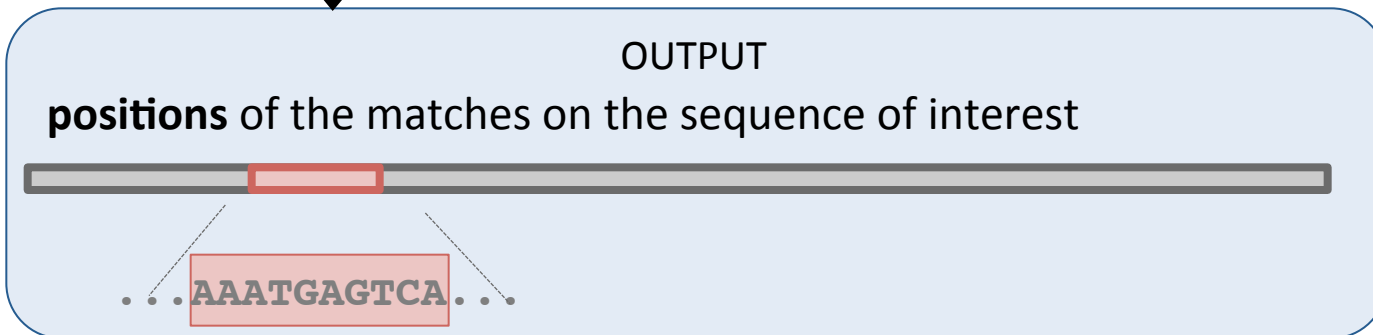 OUTPUT
positions of the matches on the sequence of interest
...AAATGAGTCA...